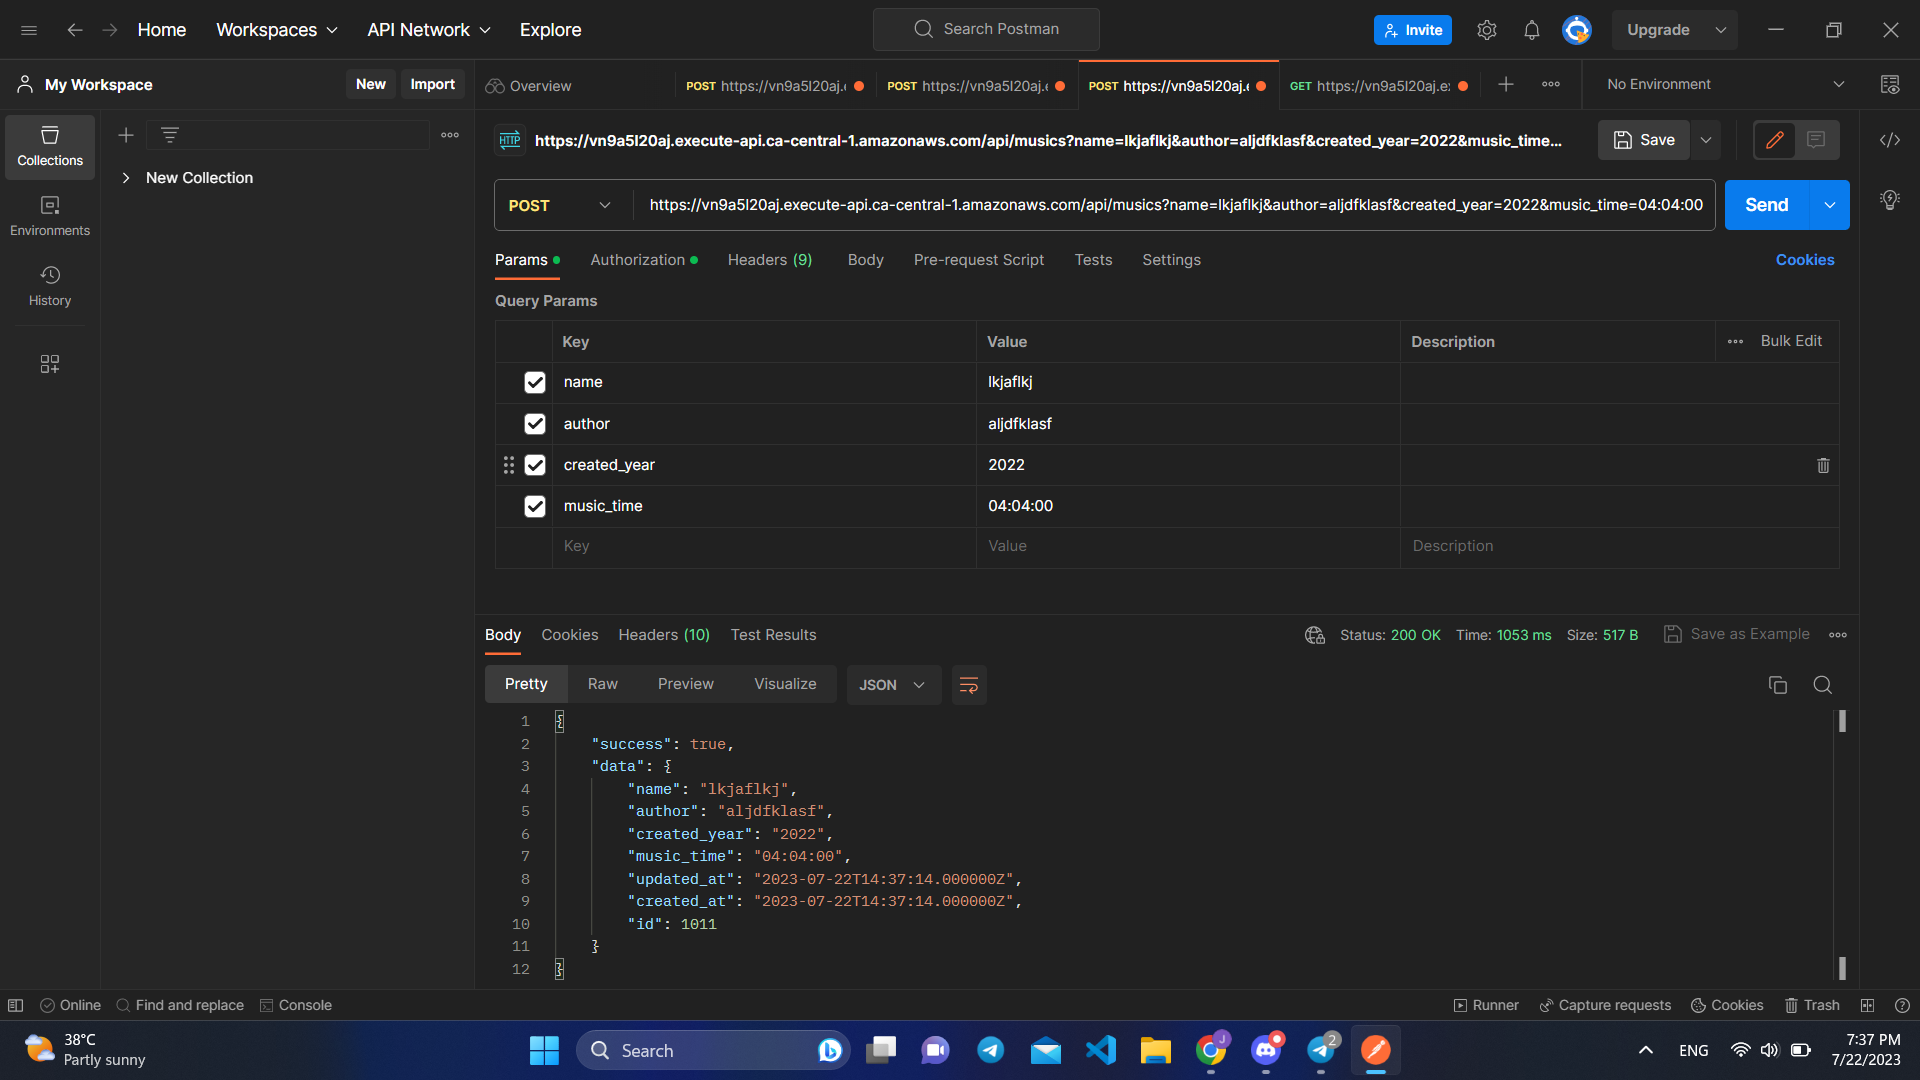 Home
Workspaces
API Network
Explore
Search Postman
Invite
Upgrade
My Workspace
New
Import
Overview
POST https://vn9a5l20aj.e
POST https://vn9a5l20aj.e
POST https://vn9a5l20aj.e
GET https://vn9a5l20aj.ex
No Environment
Collections
Environments
History
New Collection
HTTP
https://vn9a5l20aj.execute-api.ca-central-1.amazonaws.com/api/musics?name=lkjaflkj&author=aljdfklasf&created_year=2022&music_time...
Save
POST
https://vn9a5l20aj.execute-api.ca-central-1.amazonaws.com/api/musics?name=lkjaflkj&author=aljdfklasf&created_year=2022&music_time=04:04:00
Send
Params
Authorization
Headers (9)
Body
Pre-request Script
Tests
Settings
Cookies
Query Params
Key Value Description Bulk Edit
name lkjaflkj
author aljdfklasf
created_year 2022
music_time 04:04:00
Key Value Description
Body Cookies Headers (10) Test Results
Status: 200 OK Time: 1053 ms Size: 517 B Save as Example
Pretty Raw Preview Visualize JSON
1 {
2 "success": true,
3 "data": {
4 "name": "lkjaflkj",
5 "author": "aljdfklasf",
6 "created_year": "2022",
7 "music_time": "04:04:00",
8 "updated_at": "2023-07-22T14:37:14.000000Z",
9 "created_at": "2023-07-22T14:37:14.000000Z",
10 "id": 1011
11 }
12 }
Online
Find and replace
Console
Runner
Capture requests
Cookies
Trash
38°C
Partly sunny
Search
J
2
ENG
7:37 PM
7/22/2023